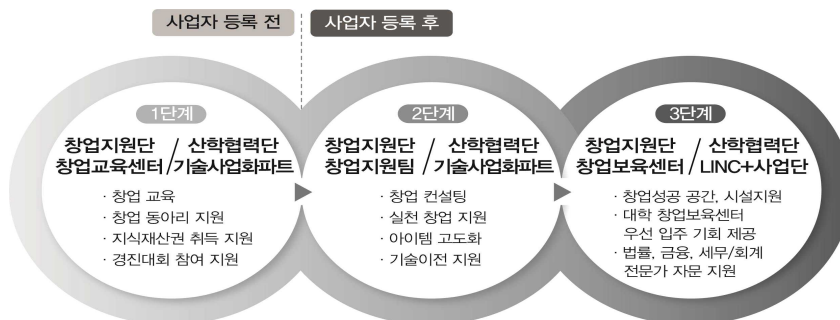 사업자 등록 전
사업자 등록 후
1단계
창업지원단 / 산학협력단
창업교육센터 / 기술사업화파트
· 창업 교육
· 창업 동아리 지원
· 지식재산권 취득 지원
· 경진대회 참여 지원
2단계
창업지원단 / 산학협력단
창업지원팀 / 기술사업화파트
· 창업 컨설팅
· 실천 창업 지원
· 아이템 고도화
· 기술이전 지원
3단계
창업지원단 / 산학협력단
창업보육센터 / LINC+사업단
· 창업성공 공간, 시설지원
· 대학 창업보육센터
우선 입주 기회 제공
· 법률, 금융, 세무/회계
전문가 자문 지원